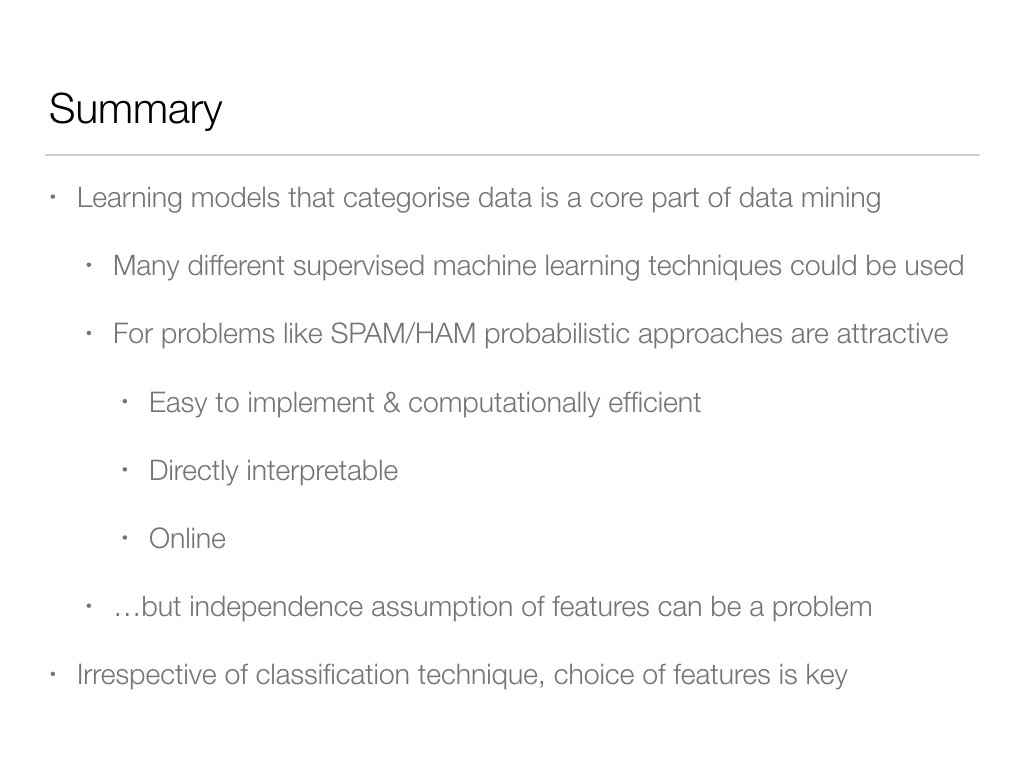 Summary
• Learning models that categorise data is a core part of data mining
• Many different supervised machine learning techniques could be used
• For problems like SPAM/HAM probabilistic approaches are attractive
• Easy to implement & computationally efficient
• Directly interpretable
• Online
• …but independence assumption of features can be a problem
• Irrespective of classification technique, choice of features is key